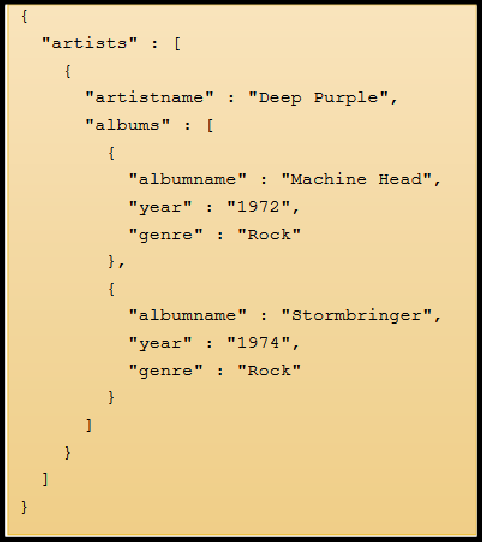 {
  "artists" : [
    {
      "artistname" : "Deep Purple",
      "albums" : [
        {
          "albumname" : "Machine Head",
          "year" : "1972",
          "genre" : "Rock"
        },
        {
          "albumname" : "Stormbringer",
          "year" : "1974",
          "genre" : "Rock"
        }
      ]
    }
  ]
}